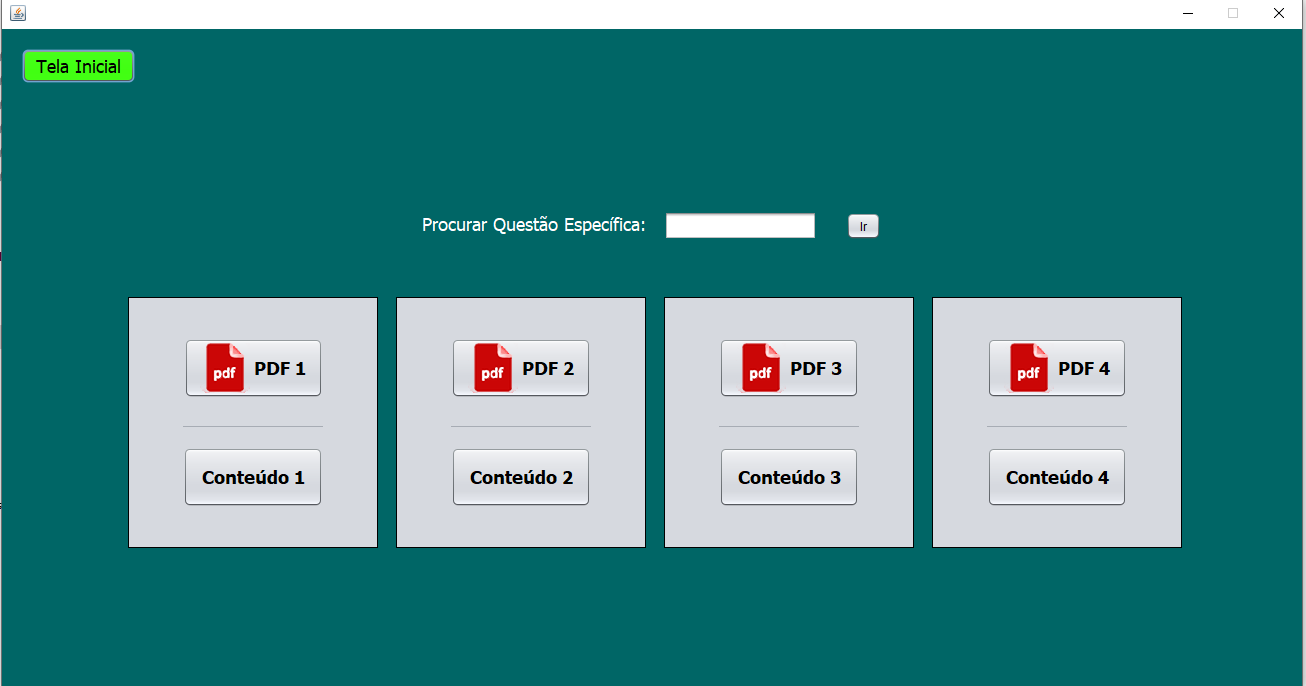 Tela Inicial
Procurar Questão Específica: Ir
pdf PDF 1
pdf PDF 2
pdf PDF 3
pdf PDF 4
Conteúdo 1
Conteúdo 2
Conteúdo 3
Conteúdo 4